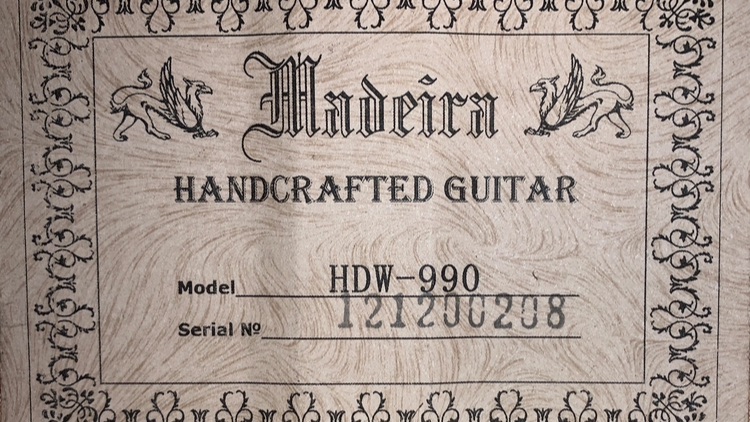 Madeira
HANDCRAFTED GUITAR
Model HDW-990
Serial Nº 121200208